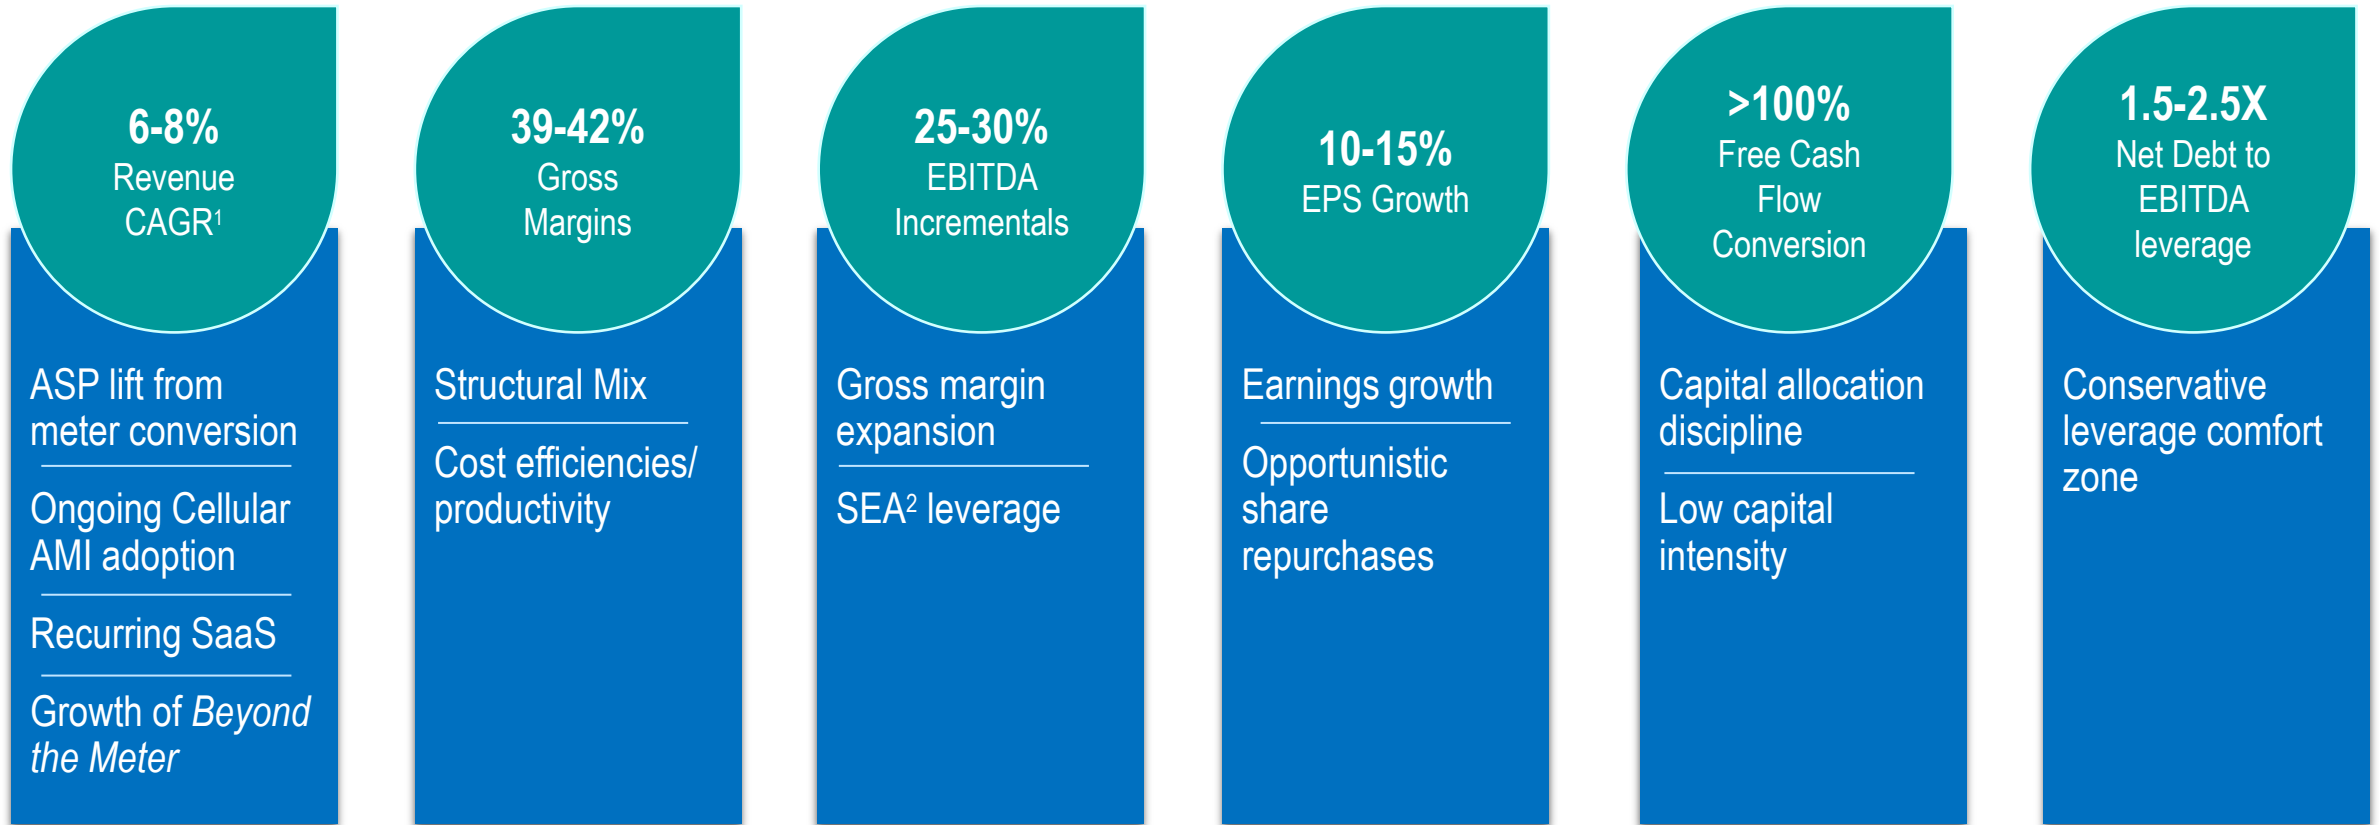 6-8%
Revenue
CAGR¹
ASP lift from
meter conversion
Ongoing Cellular
AMI adoption
Recurring SaaS
Growth of Beyond
the Meter
39-42%
Gross
Margins
Structural Mix
Cost efficiencies/
productivity
25-30%
EBITDA
Incrementals
Gross margin
expansion
SEA² leverage
10-15%
EPS Growth
Earnings growth
Opportunistic
share
repurchases
>100%
Free Cash
Flow
Conversion
Capital allocation
discipline
Low capital
intensity
1.5-2.5X
Net Debt to
EBITDA
leverage
Conservative
leverage comfort
zone